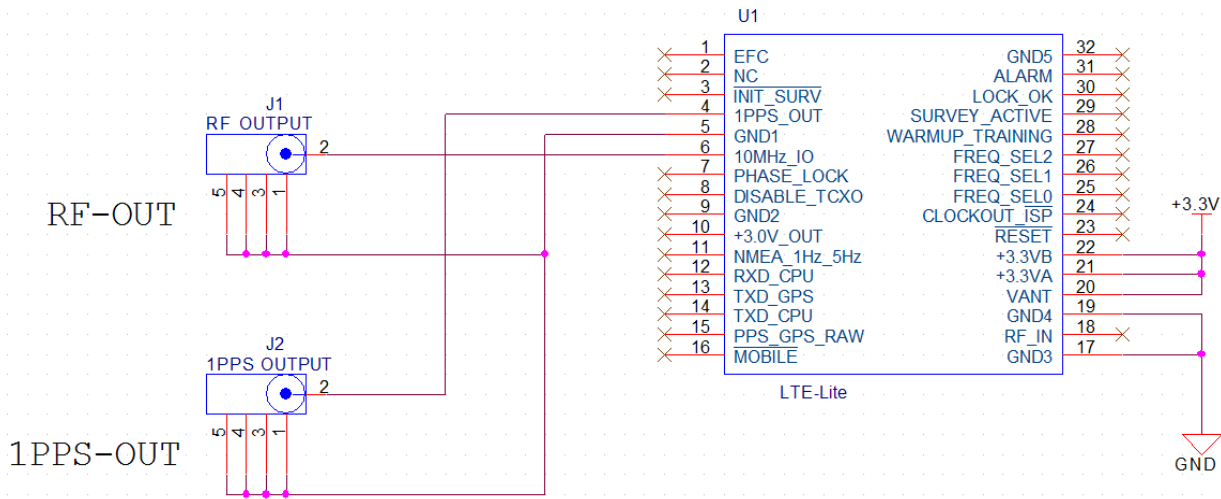 U1
1 EFC GND5 32
2 NC ALARM 31
3 INIT_SURV LOCK_OK 30
4 1PPS_OUT SURVEY_ACTIVE 29
5 GND1 WARMUP_TRAINING 28
6 10MHz_IO FREQ_SEL2 27
7 PHASE_LOCK FREQ_SEL1 26
8 DISABLE_TCXO FREQ_SEL0 25
9 GND2 CLOCKOUT_ISP 24
10 +3.0V_OUT RESET 23
11 NMEA_1Hz_5Hz +3.3VB 22
12 RXD_CPU +3.3VA 21
13 TXD_GPS VANT 20
14 TXD_CPU GND4 19
15 PPS_GPS_RAW RF_IN 18
16 MOBILE GND3 17
LTE-Lite
J1
RF OUTPUT
2
5 4 3 1
RF-OUT
J2
1PPS OUTPUT
2
5 4 3 1
1PPS-OUT
+3.3V
GND